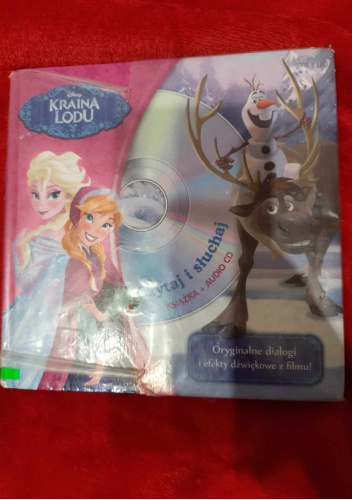 Disney
KRAINA
LODU
czytaj i słuchaj
KSIĄŻKA + AUDIO CD
Oryginalne dialogi
i efekty dźwiękowe z filmu!